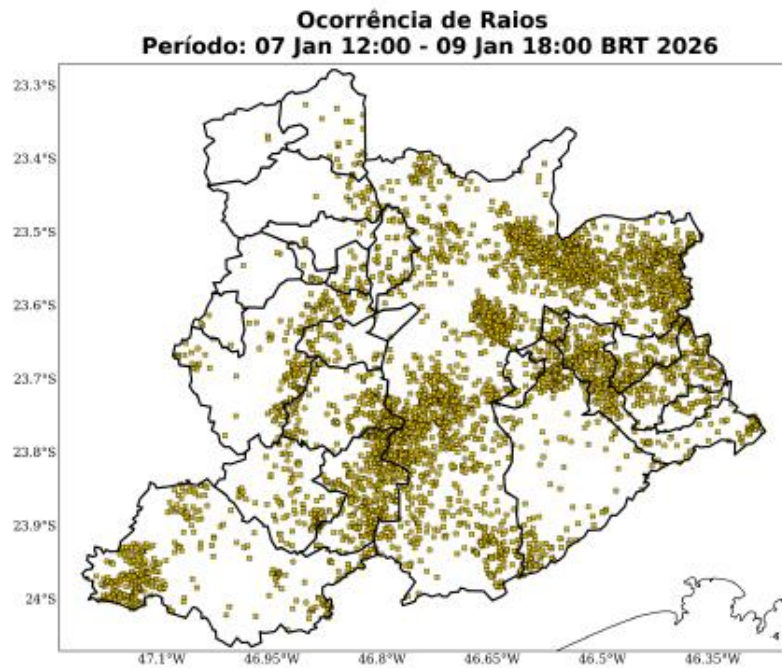 Ocorrência de Raios
Período: 07 Jan 12:00 - 09 Jan 18:00 BRT 2026
23.3°S
23.4°S
23.5°S
23.6°S
23.7°S
23.8°S
23.9°S
24°S
47.1°W 46.95°W 46.8°W 46.65°W 46.5°W 46.35°W